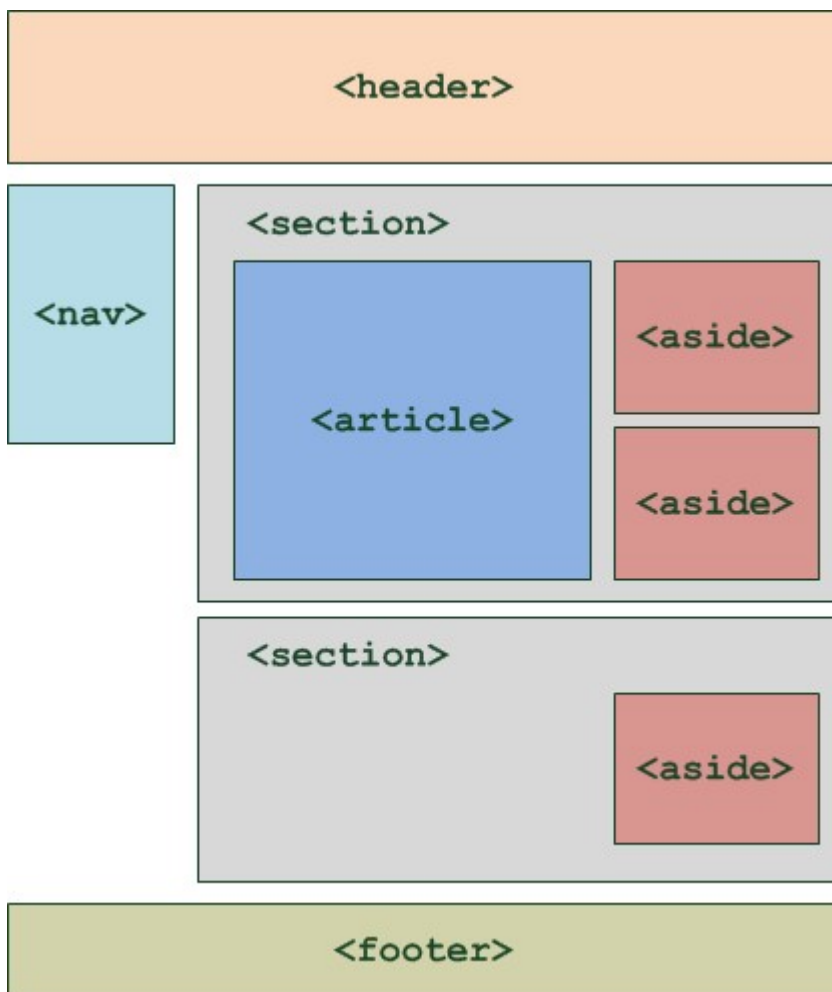 <header>
<nav>
<section>
<article>
<aside>
<aside>
<section>
<aside>
<footer>